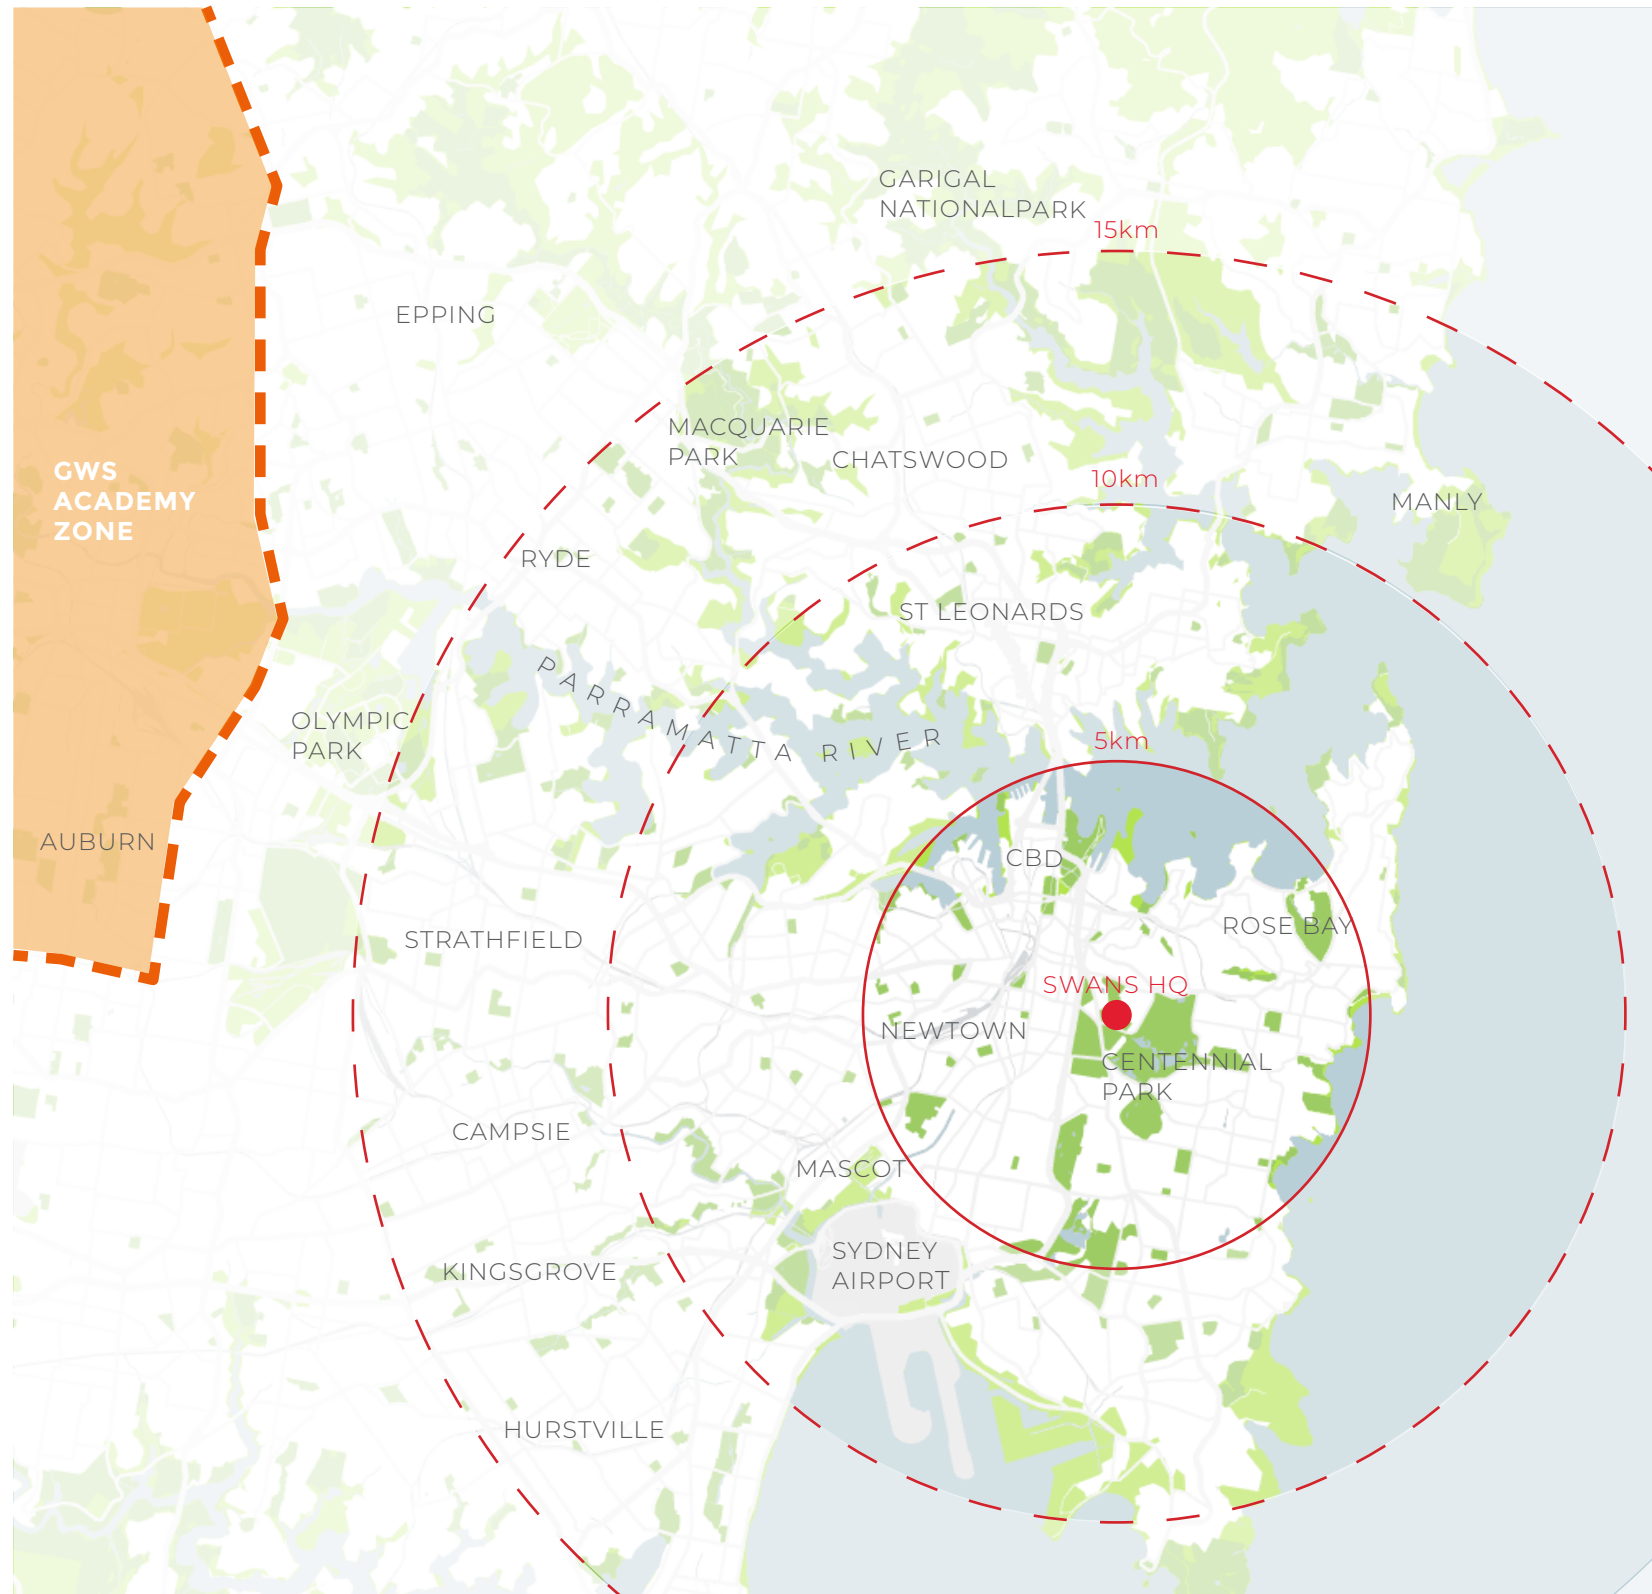 GARIGAL
NATIONALPARK
15km
EPPING
MACQUARIE
PARK
CHATSWOOD
10km
GWS
ACADEMY
ZONE
MANLY
RYDE
ST LEONARDS
PARRAMATTA RIVER
OLYMPIC
PARK
5km
AUBURN
CBD
ROSE BAY
STRATHFIELD
SWANS HQ
NEWTOWN
CENTENNIAL
PARK
CAMPSIE
MASCOT
SYDNEY
AIRPORT
KINGSGROVE
HURSTVILLE